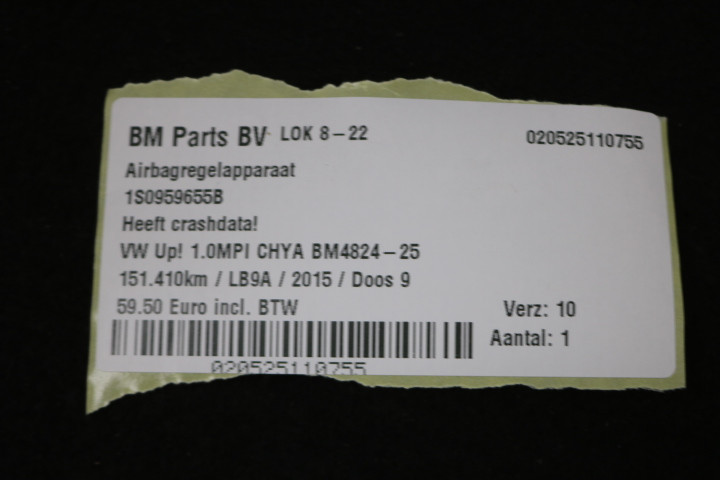 BM Parts BV LOK 8-22 020525110755
Airbagregelapparaat
1S0959655B
Heeft crashdata!
VW Up! 1.0MPI CHYA BM4824-25
151.410km / LB9A / 2015 / Doos 9
59.50 Euro incl. BTW Verz: 10
Aantal: 1
020525110755